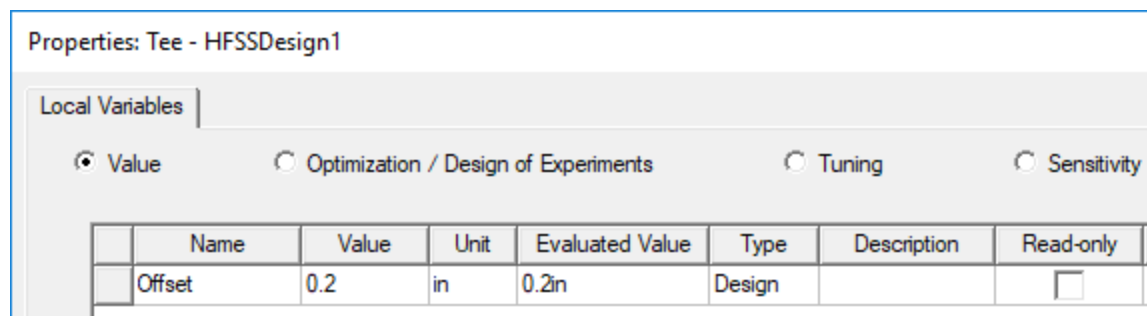 Properties: Tee - HFSSDesign1
Local Variables
Value Optimization / Design of Experiments Tuning Sensitivity
Name Value Unit Evaluated Value Type Description Read-only
Offset 0.2 in 0.2in Design